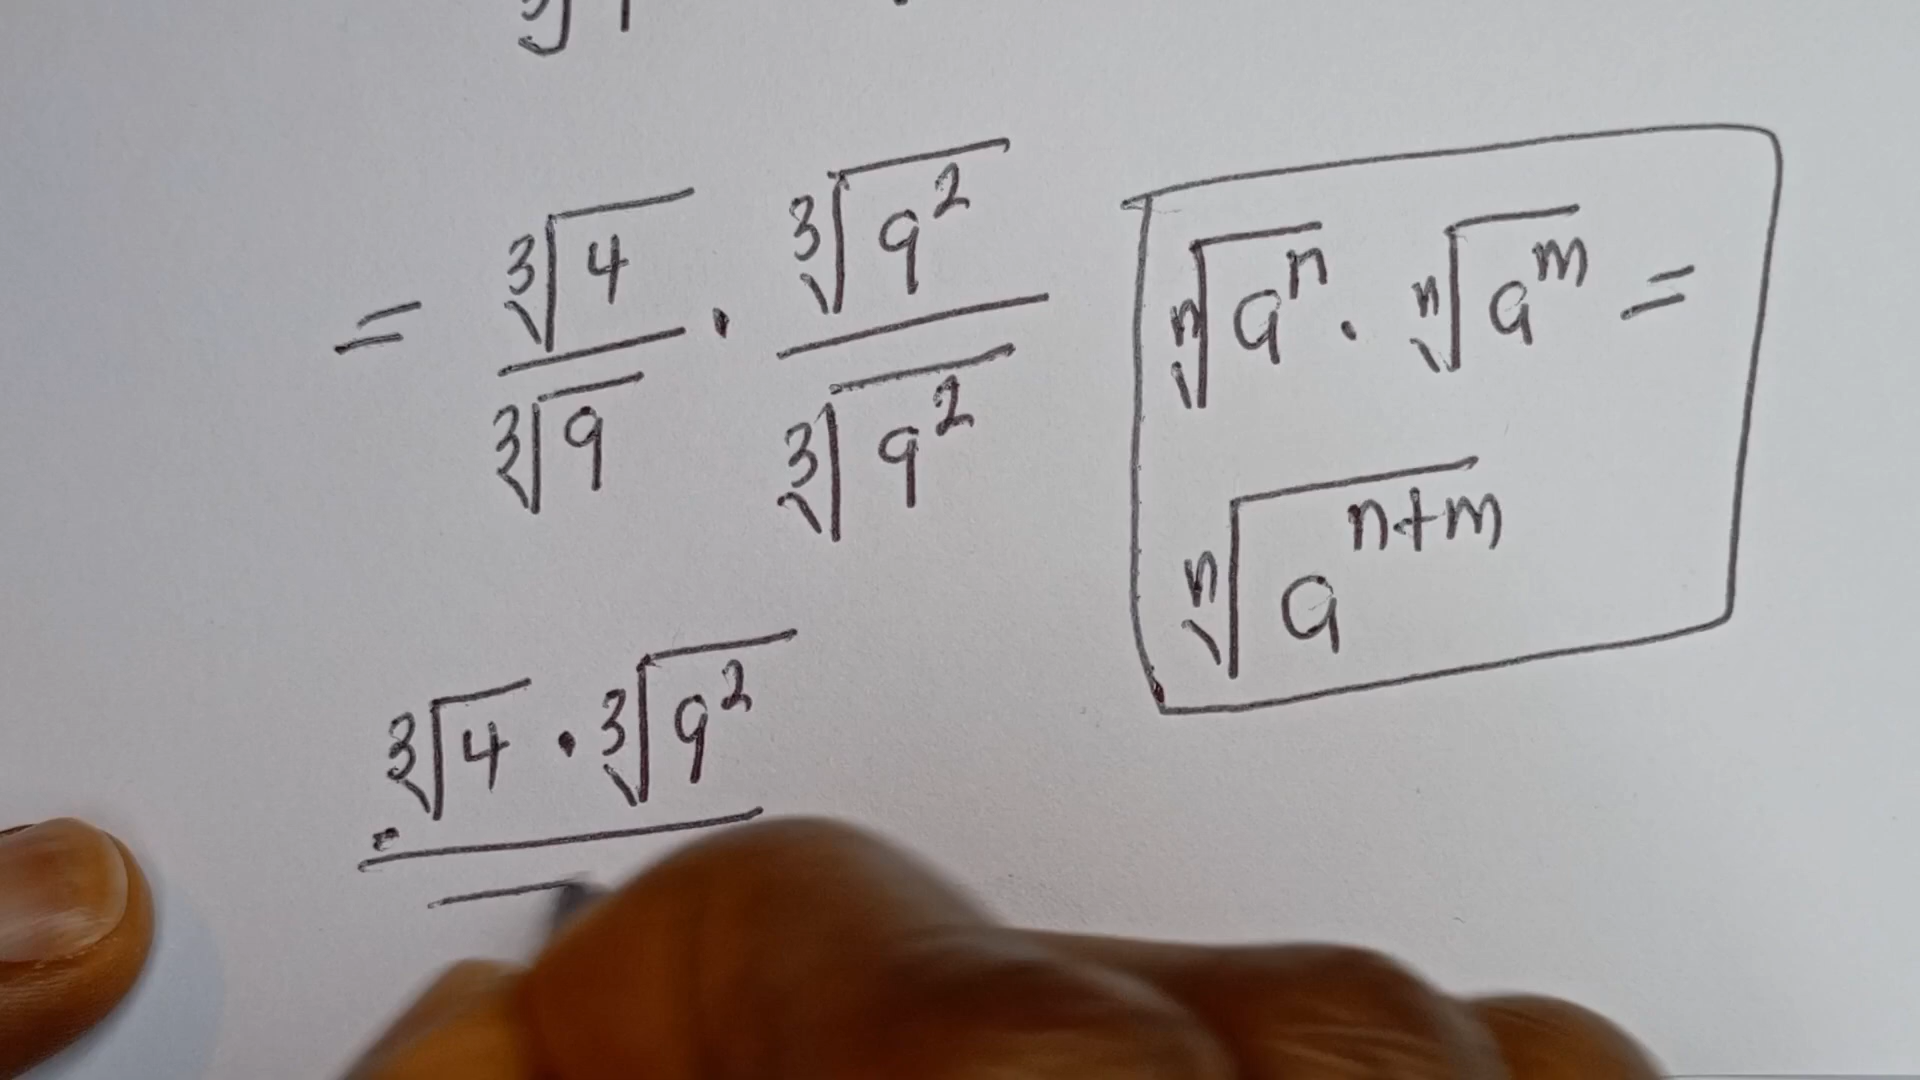 = ∛4/∛9 · ∛9²/∛9²
ⁿ√aⁿ · ⁿ√aᵐ =
ⁿ√aⁿ⁺ᵐ
∛4 · ∛9²